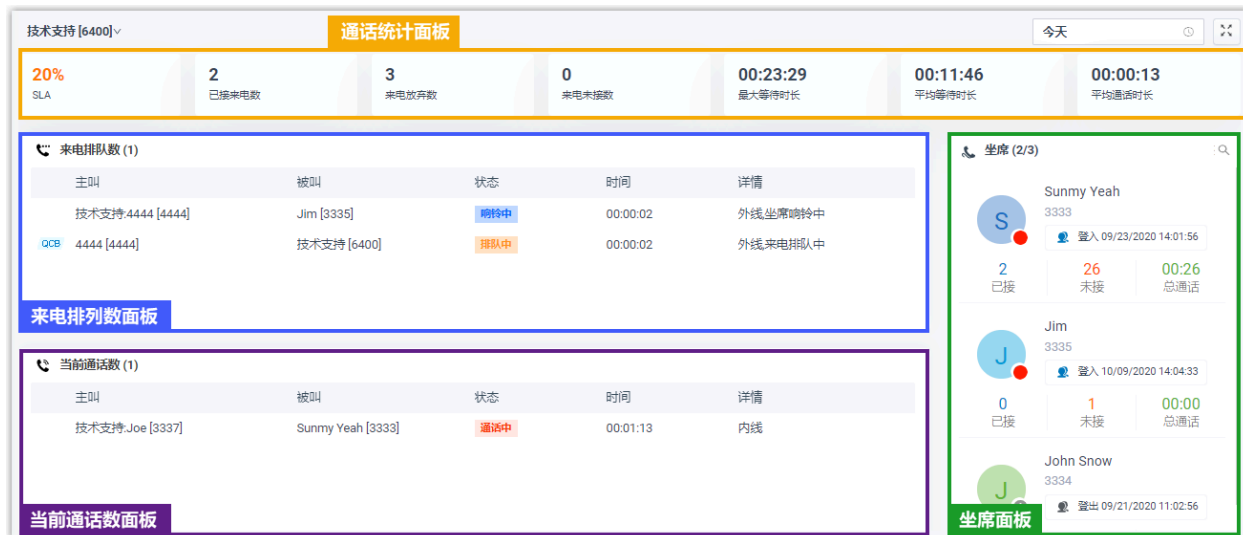 技术支持 [6400]
通话统计面板
今天
20%
SLA
2
已接来电数
3
来电放弃数
0
来电未接数
00:23:29
最大等待时长
00:11:46
平均等待时长
00:00:13
平均通话时长
来电排队数 (1)
主叫 被叫 状态 时间 详情
技术支持:4444 [4444] Jim [3335] 响铃中 00:00:02 外线,坐席响铃中
QCB 4444 [4444] 技术支持 [6400] 排队中 00:00:02 外线,来电排队中
来电排列数面板
当前通话数 (1)
主叫 被叫 状态 时间 详情
技术支持:Joe [3337] Sunmy Yeah [3333] 通话中 00:01:13 内线
当前通话数面板
坐席 (2/3)
S
Sunmy Yeah
3333
登入 09/23/2020 14:01:56
2 26 00:26
已接 未接 总通话
J
Jim
3335
登入 10/09/2020 14:04:33
0 1 00:00
已接 未接 总通话
J
John Snow
3334
登出 09/21/2020 11:02:56
坐席面板